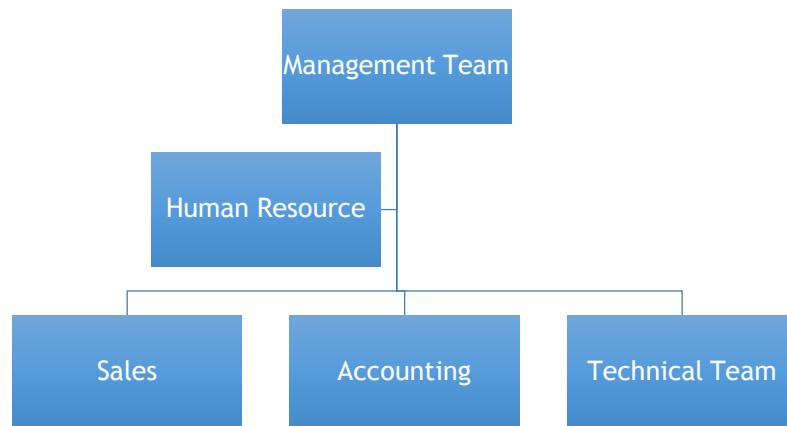 Management Team
Human Resource
Sales
Accounting
Technical Team